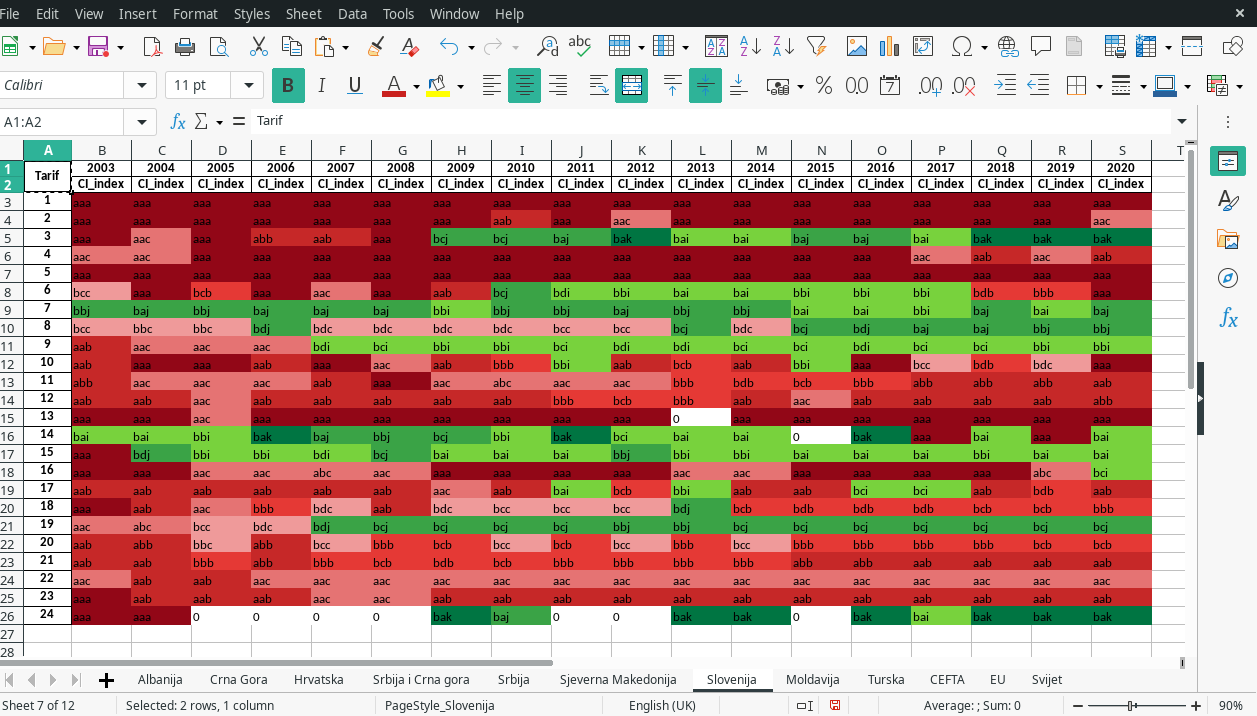 File Edit View Insert Format Styles Sheet Data Tools Window Help
Calibri 11 pt
A1:A2 Tarif
A B C D E F G H I J K L M N O P Q R S T
1 Tarif 2003 2004 2005 2006 2007 2008 2009 2010 2011 2012 2013 2014 2015 2016 2017 2018 2019 2020
2 CI_index CI_index CI_index CI_index CI_index CI_index CI_index CI_index CI_index CI_index CI_index CI_index CI_index CI_index CI_index CI_index CI_index CI_index
3 1 aaa aaa aaa aaa aaa aaa aaa aaa aaa aaa aaa aaa aaa aaa aaa aaa aaa aaa
4 2 aaa aaa aaa aaa aaa aaa aaa aab aaa aac aaa aaa aaa aaa aaa aaa aaa aac
5 3 aaa aac aaa abb aab aaa bcj bcj baj bak bai bai baj baj bai bak bak bak
6 4 aac aac aaa aaa aaa aaa aaa aaa aaa aaa aaa aaa aaa aaa aac aab aac aab
7 5 aaa aaa aaa aaa aaa aaa aaa aaa aaa aaa aaa aaa aaa aaa aaa aaa aaa aaa
8 6 bcc aaa bcb aaa aac aaa aab bcj bdi bbi bai bai bbi bbi bbi bdb bbb aaa
9 7 bbj baj bbj baj baj baj bbi bbj bbj baj bbj bbj bai bai bai baj bai baj
10 8 bcc bbc bbc bdj bdc bdc bdc bdc bcc bcc bcj bdc bcj bdj baj baj bbj bbj
11 9 aab aac aac aac bdi bci bbi bbi bci bdi bdi bci bci bdi bci bci bbi bbi
12 10 aab aaa aaa aab aaa aac aab bbb bbi aab bcb aab bbi aaa bcc bdb bdc aaa
13 11 abb aac aac aac aab aaa aac abc aac aac bbb bdb bcb bbb abb abb abb abb
14 12 aab aab aac aab aab aab aab aab bbb bcb bbb aab aac aab aab aab aab abb
15 13 aaa aaa aac aaa aaa aaa aaa aaa aaa aaa 0 aaa aaa aaa aaa aaa aaa aaa
16 14 bai bai bbi bak baj bbj bcj bbi bak bci bai bai 0 bak aaa bai aaa bai
17 15 aaa bdj bbi bbi bdi bcj bai bai bai bbj bbi bbi bai bai bai bai bbi bai
18 16 aaa aaa aac aac abc aac aaa aaa aaa aaa aac aac aaa aaa aaa aaa abc bci
19 17 aab aab aab aab aab aab aac aab bai bcb bbi aab aab bci bci aab bdb aab
20 18 aaa aab aac bbb bdc aab bdc bcc bcc bcc bdj bcb bdb bdb bdb bcb bcb bbb
21 19 aac abc bcc bdc bdj bcj bcj bcj bbj bbj bcj bcj bcj bcj bcj bcj bcj bcj
22 20 aab abb bbc abb bcc bbb bcb bcc bcb bcc bbb bcc bbb bbb bbb bcb bcb bcb
23 21 aab aab bbb abb bbb bcb bdb bcb bbb bbb bbb bbb abb abb bbb bcb bbb bbb
24 22 aac aab aab aac aac aac aac aac aac aac aac aac aac aac aac aac aac aac
25 23 aaa aab aab aab aac aac aab aab aab aab aab aab aab aab aab aab aab aab
26 24 aaa aaa 0 0 0 0 bak baj 0 0 bak bak 0 bak bai bak bak bak
27
28
Albanija Crna Gora Hrvatska Srbija i Crna gora Srbija Sjeverna Makedonija Slovenija Moldavija Turska CEFTA EU Svijet
Sheet 7 of 12 Selected: 2 rows, 1 column PageStyle_Slovenija English (UK) Average: ; Sum: 0 90%